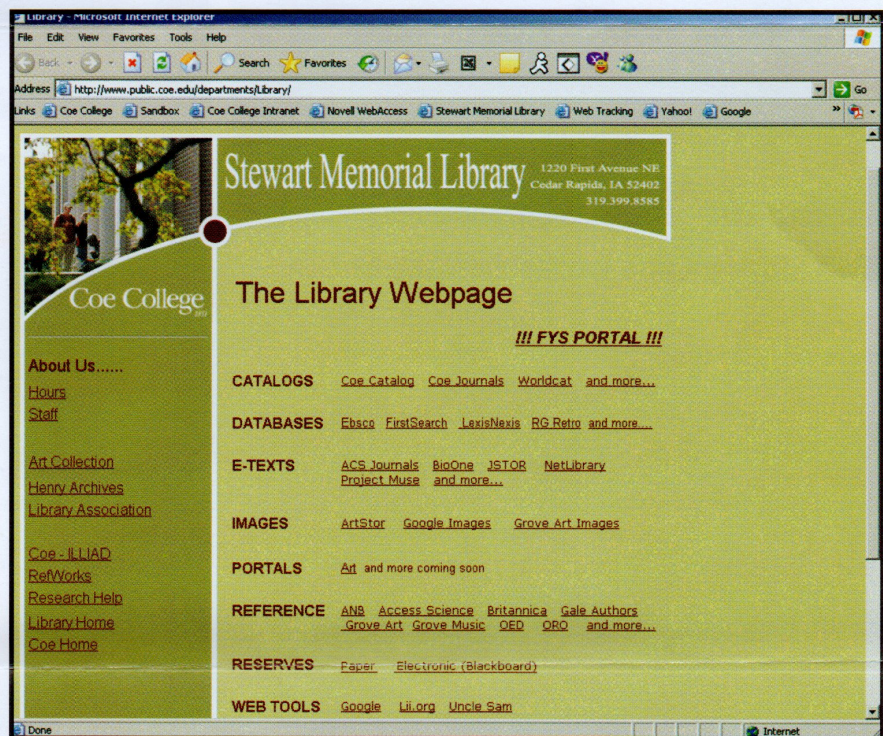 Library - Microsoft Internet Explorer
File Edit View Favorites Tools Help
Back Search Favorites
Address http://www.public.coe.edu/departments/Library/ Go
Links Coe College Sandbox Coe College Intranet Novell WebAccess Stewart Memorial Library Web Tracking Yahoo! Google »
Stewart Memorial Library
1220 First Avenue NE
Cedar Rapids, IA 52402
319.399.8585
Coe College
The Library Webpage
!!! FYS PORTAL !!!
About Us......
Hours
Staff
Art Collection
Henry Archives
Library Association
Coe - ILLIAD
RefWorks
Research Help
Library Home
Coe Home
CATALOGS Coe Catalog Coe Journals Worldcat and more...
DATABASES Ebsco FirstSearch LexisNexis RG Retro and more....
E-TEXTS ACS Journals BioOne JSTOR NetLibrary
Project Muse and more...
IMAGES ArtStor Google Images Grove Art Images
PORTALS Art and more coming soon
REFERENCE ANB Access Science Britannica Gale Authors
Grove Art Grove Music OED ORO and more...
RESERVES Paper Electronic (Blackboard)
WEB TOOLS Google Lii.org Uncle Sam
Done Internet